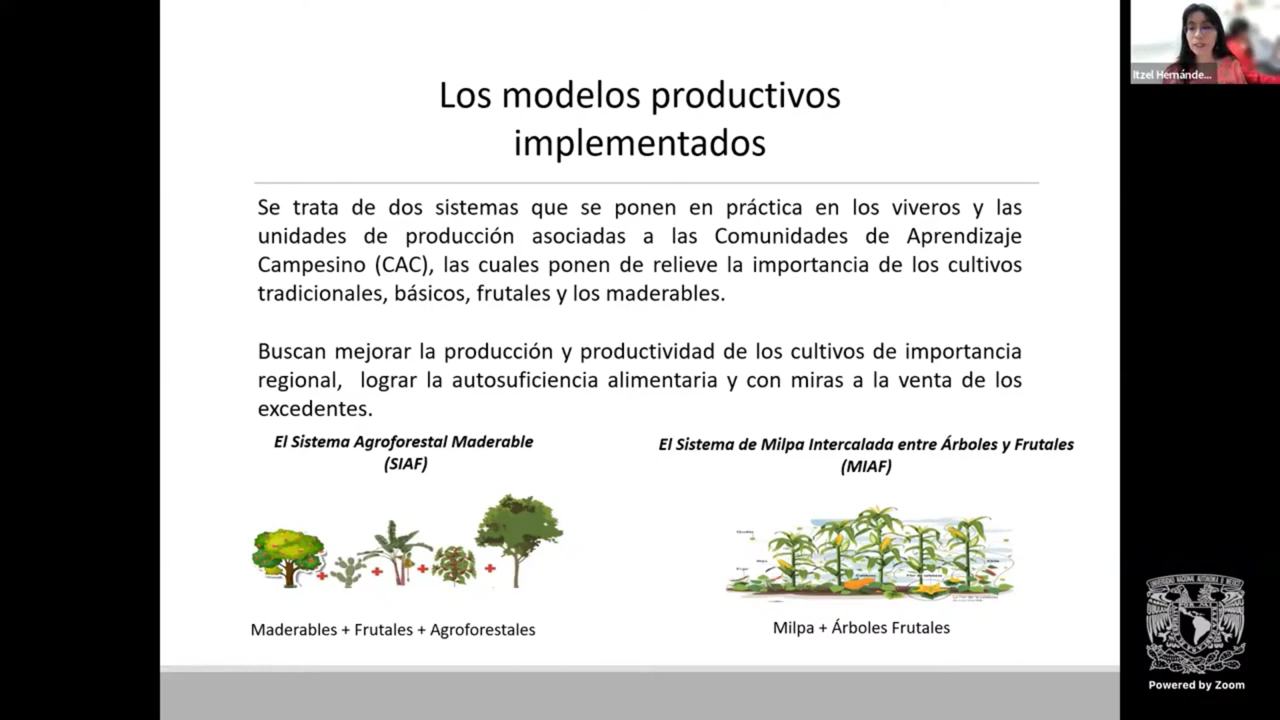 Los modelos productivos
implementados
Se trata de dos sistemas que se ponen en práctica en los viveros y las
unidades de producción asociadas a las Comunidades de Aprendizaje
Campesino (CAC), las cuales ponen de relieve la importancia de los cultivos
tradicionales, básicos, frutales y los maderables.
Buscan mejorar la producción y productividad de los cultivos de importancia
regional, lograr la autosuficiencia alimentaria y con miras a la venta de los
excedentes.
El Sistema Agroforestal Maderable
(SIAF)
El Sistema de Milpa Intercalada entre Árboles y Frutales
(MIAF)
Maderables + Frutales + Agroforestales
Milpa + Árboles Frutales
Itzel Hernánde...
Powered by Zoom